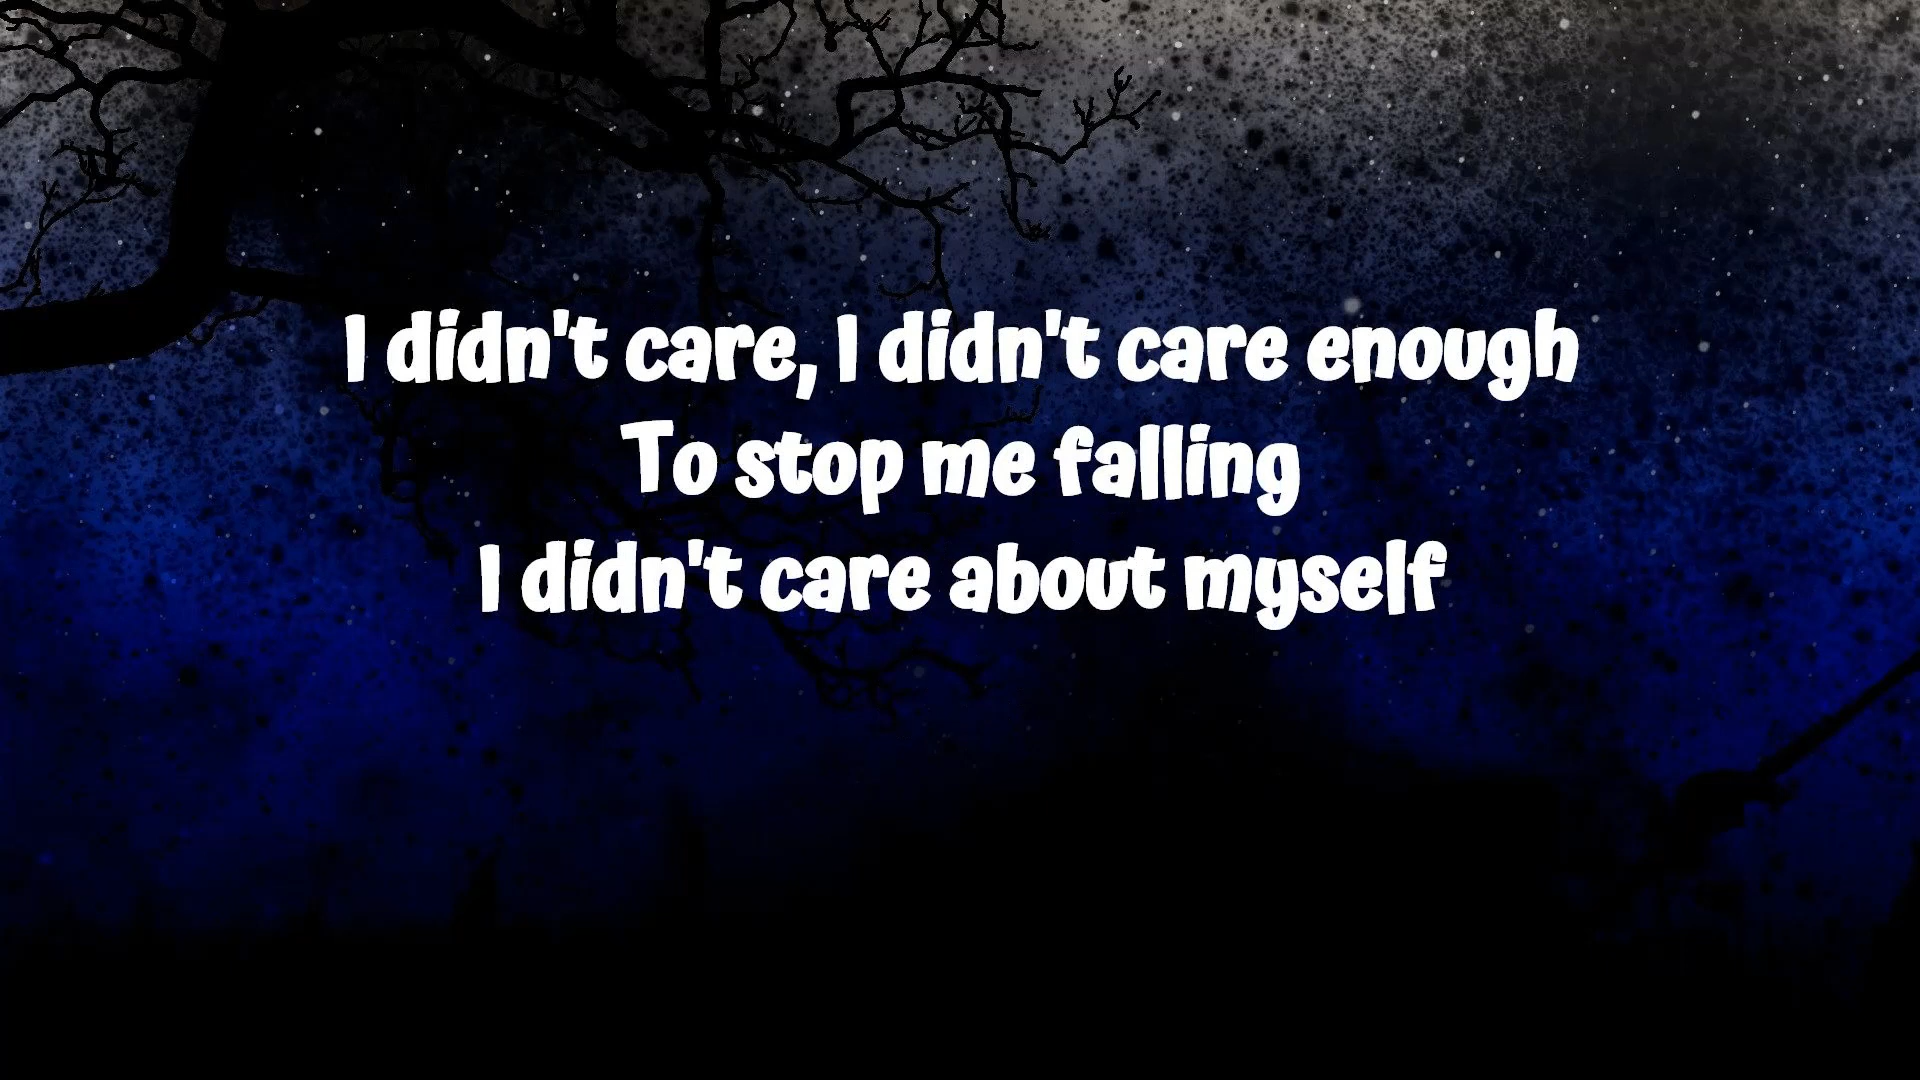 I didn't care, I didn't care enough
To stop me falling
I didn't care about myself